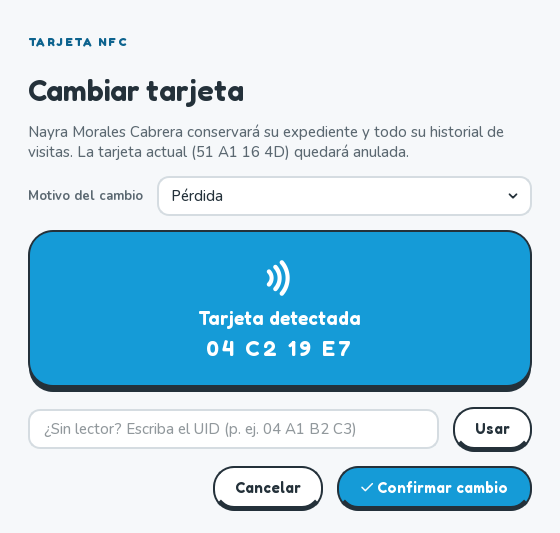 TARJETA NFC
Cambiar tarjeta
Nayra Morales Cabrera conservará su expediente y todo su historial de
visitas. La tarjeta actual (51 A1 16 4D) quedará anulada.
Motivo del cambio Pérdida
Tarjeta detectada
04 C2 19 E7
¿Sin lector? Escriba el UID (p. ej. 04 A1 B2 C3) Usar
Cancelar ✓ Confirmar cambio